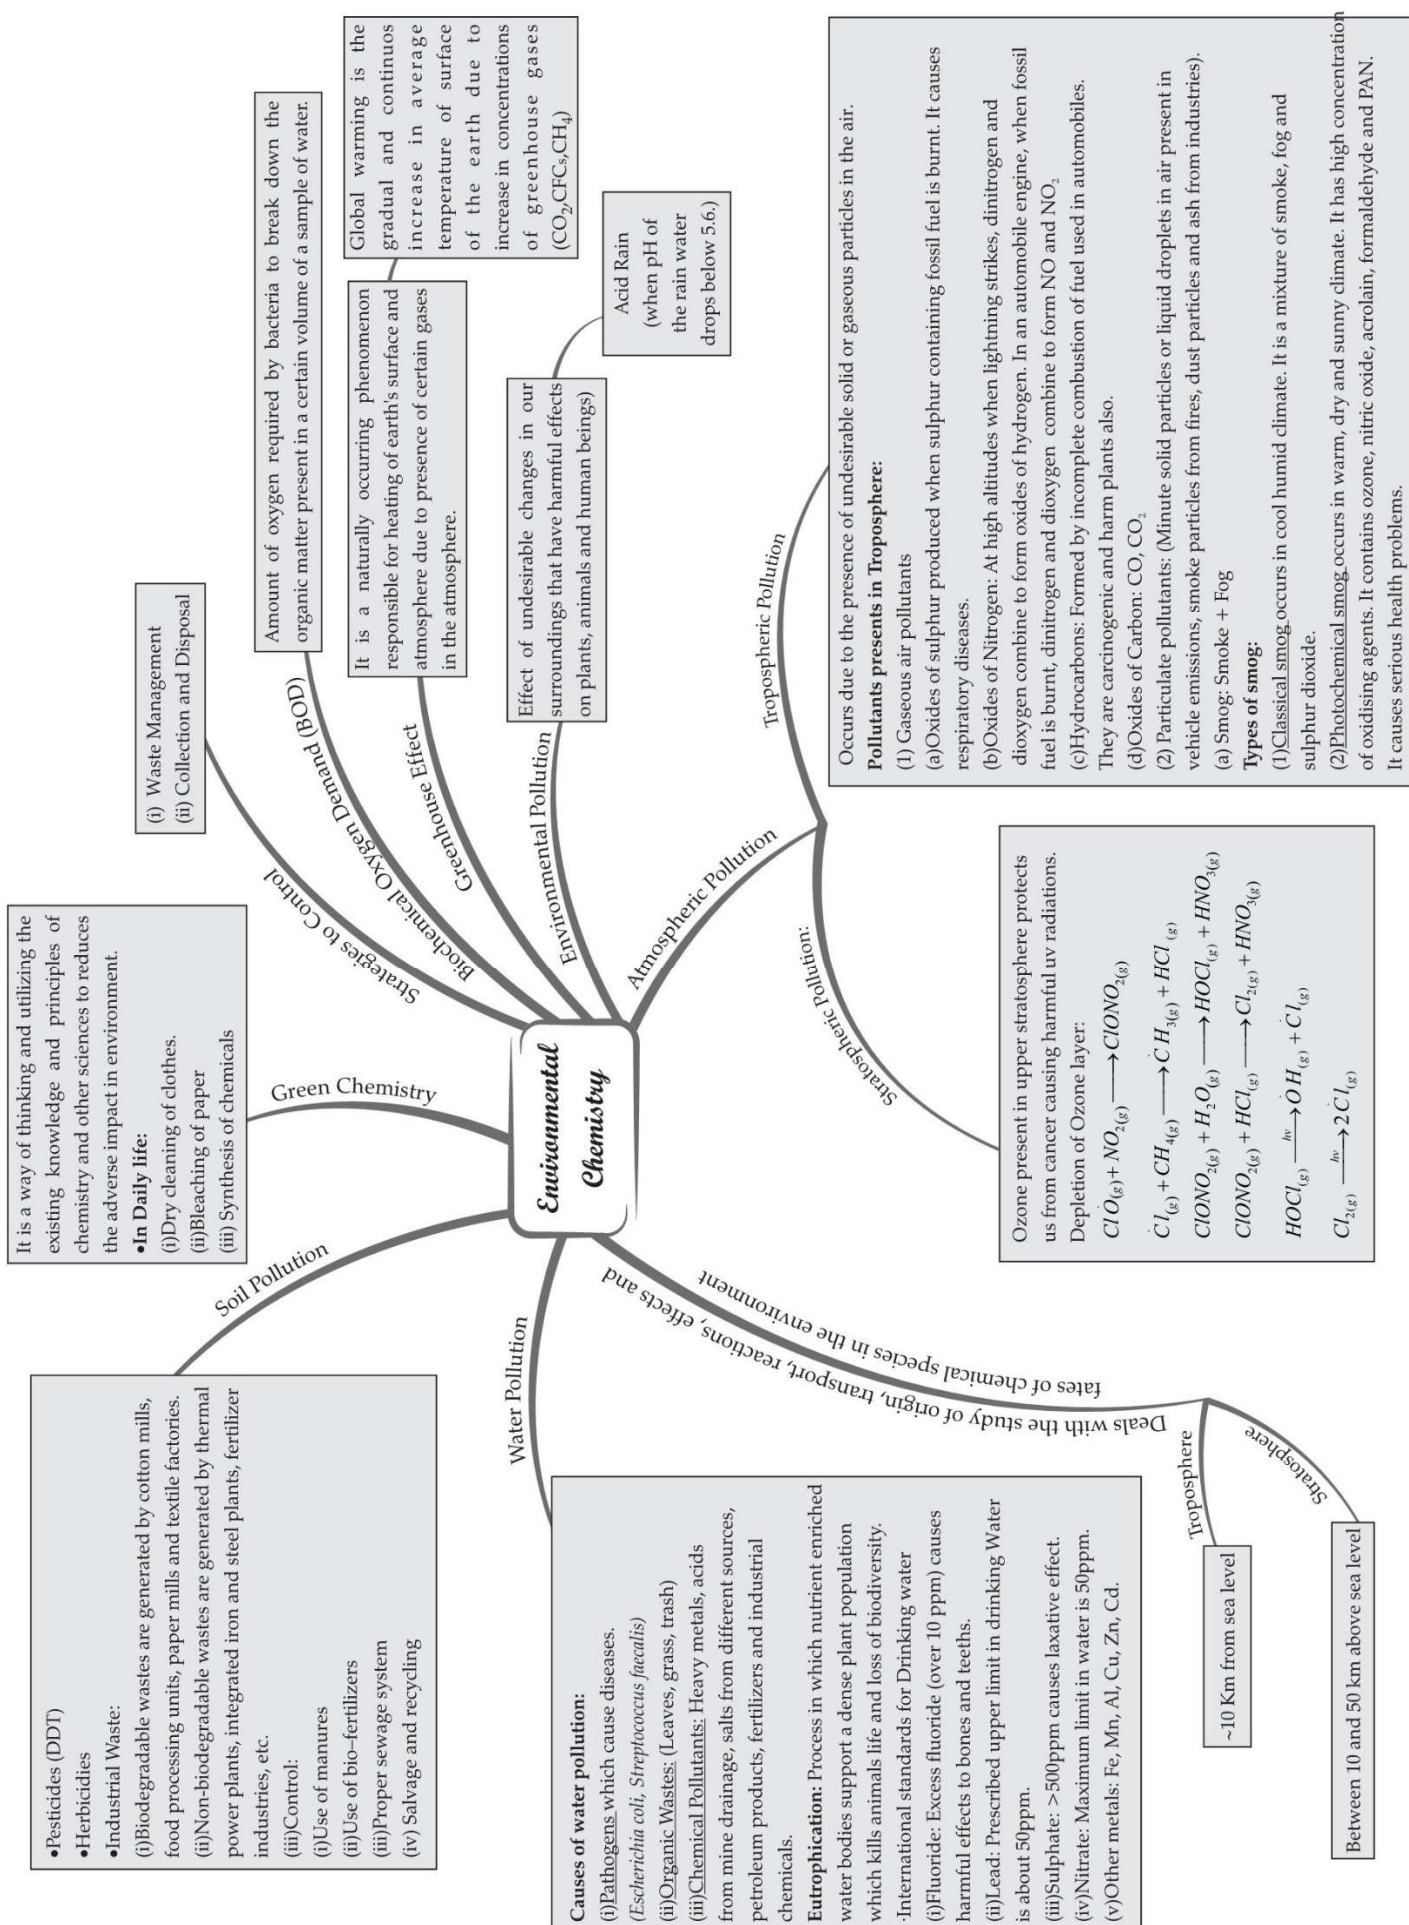 Environmental
Chemistry
Strategies to Control
(i) Waste Management
(ii) Collection and Disposal
Biochemical Oxygen Demand (BOD)
Amount of oxygen required by bacteria to break down the
organic matter present in a certain volume of a sample of water.
Greenhouse Effect
It is a naturally occurring phenomenon
responsible for heating of earth's surface and
atmosphere due to presence of certain gases
in the atmosphere.
Global warming is the
gradual and continuos
increase in average
temperature of surface
of the earth due to
increase in concentrations
of greenhouse gases
(CO₂,CFCₛ,CH₄)
Environmental Pollution
Effect of undesirable changes in our
surroundings that have harmful effects
on plants, animals and human beings)
Acid Rain
(when pH of
the rain water
drops below 5.6.)
Atmospheric Pollution
Tropospheric Pollution
Occurs due to the presence of undesirable solid or gaseous particles in the air.
Pollutants presents in Troposphere:
(1) Gaseous air pollutants
(a)Oxides of sulphur produced when sulphur containing fossil fuel is burnt. It causes
respiratory diseases.
(b)Oxides of Nitrogen: At high altitudes when lightning strikes, dinitrogen and
dioxygen combine to form oxides of hydrogen. In an automobile engine, when fossil
fuel is burnt, dinitrogen and dioxygen combine to form NO and NO₂
(c)Hydrocarbons: Formed by incomplete combustion of fuel used in automobiles.
They are carcinogenic and harm plants also.
(d)Oxides of Carbon: CO, CO₂
(2) Particulate pollutants: (Minute solid particles or liquid droplets in air present in
vehicle emissions, smoke particles from fires, dust particles and ash from industries).
(a) Smog: Smoke + Fog
Types of smog:
(1)Classical smog occurs in cool humid climate. It is a mixture of smoke, fog and
sulphur dioxide.
(2)Photochemical smog occurs in warm, dry and sunny climate. It has high concentration
of oxidising agents. It contains ozone, nitric oxide, acrolain, formaldehyde and PAN.
It causes serious health problems.
Stratospheric Pollution:
Ozone present in upper stratosphere protects
us from cancer causing harmful uv radiations.
Depletion of Ozone layer:
ClȮ(g) + NO₂(g) ⟶ ClONO₂(g)
Ċl(g) + CH₄(g) ⟶ ĊH₃(g) + HCl(g)
ClONO₂(g) + H₂O(g) ⟶ HOCl(g) + HNO₃(g)
ClONO₂(g) + HCl(g) ⟶ Cl₂(g) + HNO₃(g)
HOCl(g) —hv→ ȮH(g) + Ċl(g)
Cl₂(g) —hv→ 2Ċl(g)
Green Chemistry
It is a way of thinking and utilizing the
existing knowledge and principles of
chemistry and other sciences to reduces
the adverse impact in environment.
•In Daily life:
(i)Dry cleaning of clothes.
(ii)Bleaching of paper
(iii) Synthesis of chemicals
Soil Pollution
•Pesticides (DDT)
•Herbicidies
•Industrial Waste:
(i)Biodegradable wastes are generated by cotton mills,
food processing units, paper mills and textile factories.
(ii)Non-biodegradable wastes are generated by thermal
power plants, integrated iron and steel plants, fertilizer
industries, etc.
(iii)Control:
(i)Use of manures
(ii)Use of bio–fertilizers
(iii)Proper sewage system
(iv) Salvage and recycling
Water Pollution
Causes of water pollution:
(i)Pathogens which cause diseases.
(Escherichia coli, Streptococcus faecalis)
(ii)Organic Wastes: (Leaves, grass, trash)
(iii)Chemical Pollutants: Heavy metals, acids
from mine drainage, salts from different sources,
petroleum products, fertilizers and industrial
chemicals.
Eutrophication: Process in which nutrient enriched
water bodies support a dense plant population
which kills animals life and loss of biodiversity.
·International standards for Drinking water
(i)Fluoride: Excess fluoride (over 10 ppm) causes
harmful effects to bones and teeths.
(ii)Lead: Prescribed upper limit in drinking Water
is about 50ppm.
(iii)Sulphate: >500ppm causes laxative effect.
(iv)Nitrate: Maximum limit in water is 50ppm.
(v)Other metals: Fe, Mn, Al, Cu, Zn, Cd.
Deals with the study of origin, transport, reactions, effects and
fates of chemical species in the environment
Troposphere
~10 Km from sea level
Stratosphere
Between 10 and 50 km above sea level